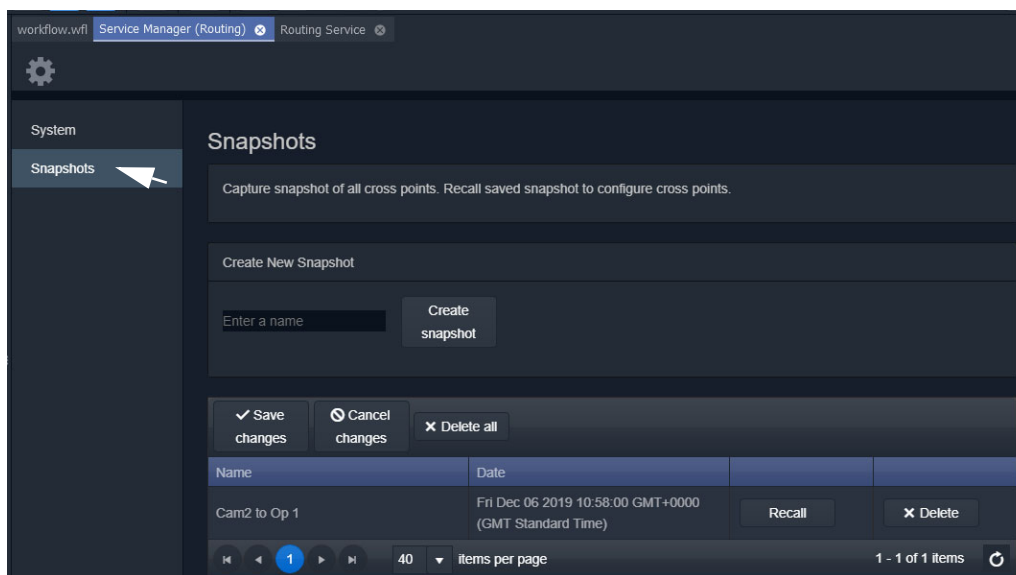 workflow.wfl Service Manager (Routing) Routing Service
System
Snapshots
Snapshots
Capture snapshot of all cross points. Recall saved snapshot to configure cross points.
Create New Snapshot
Enter a name
Create
snapshot
Save
changes
Cancel
changes
Delete all
Name Date
Cam2 to Op 1
Fri Dec 06 2019 10:58:00 GMT+0000
(GMT Standard Time)
Recall
Delete
1 40 items per page 1 - 1 of 1 items